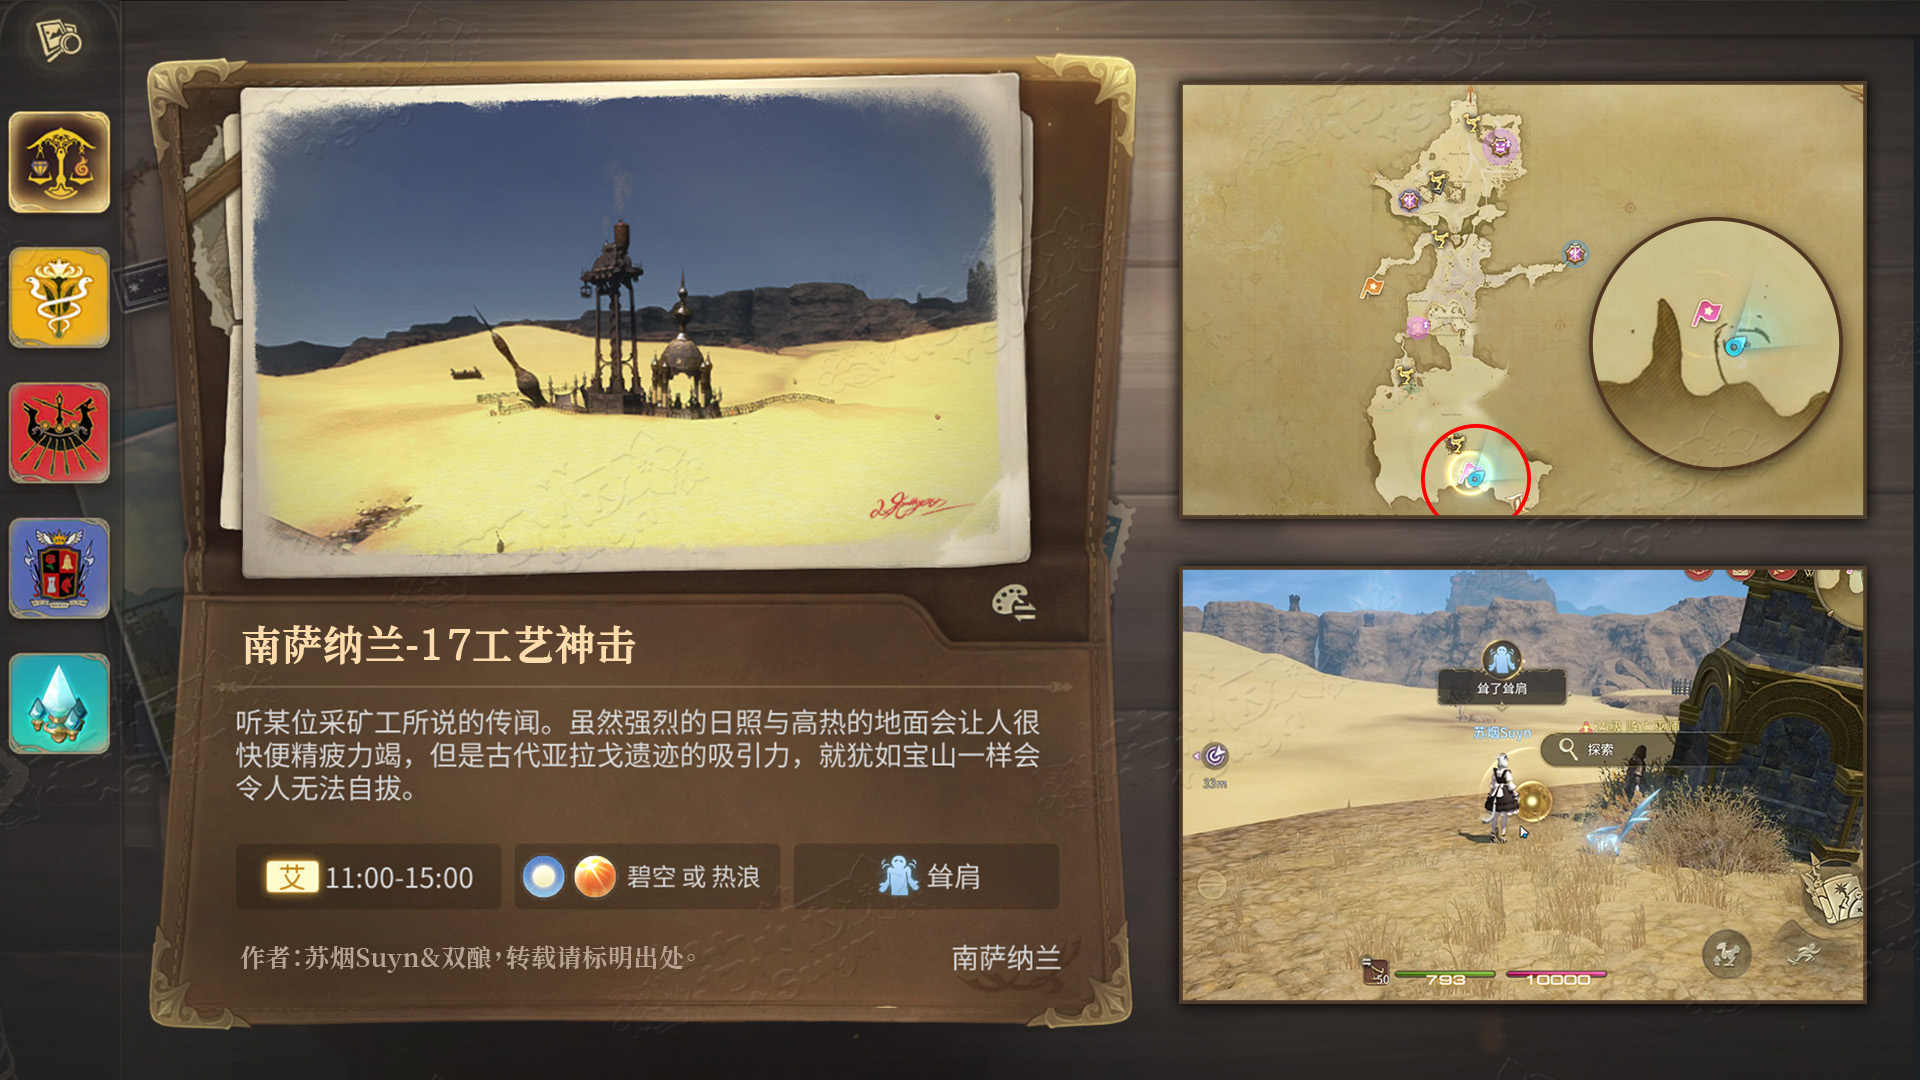 南萨纳兰-17工艺神击
听某位采矿工所说的传闻。虽然强烈的日照与高热的地面会让人很
快便精疲力竭，但是古代亚拉戈遗迹的吸引力，就犹如宝山一样会
令人无法自拔。
艾 11:00-15:00
碧空 或 热浪
耸肩
作者：苏烟Suyn&双酿，转载请标明出处。
南萨纳兰
耸了耸肩
苏烟Suyn
探索
33m
50
793
10000